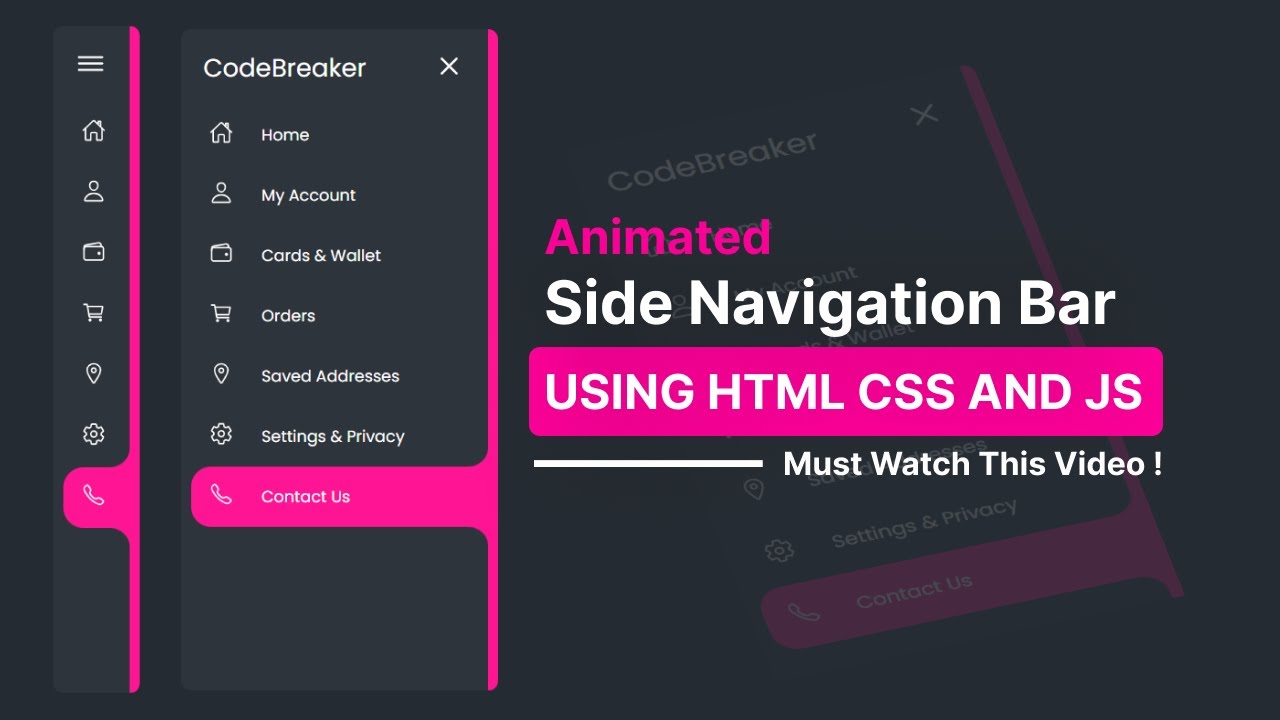 CodeBreaker
Home
My Account
Cards & Wallet
Orders
Saved Addresses
Settings & Privacy
Contact Us
CodeBreaker
Animated
Side Navigation Bar
USING HTML CSS AND JS
Must Watch This Video !
My Account
Cards & Wallet
Saved Addresses
Settings & Privacy
Contact Us